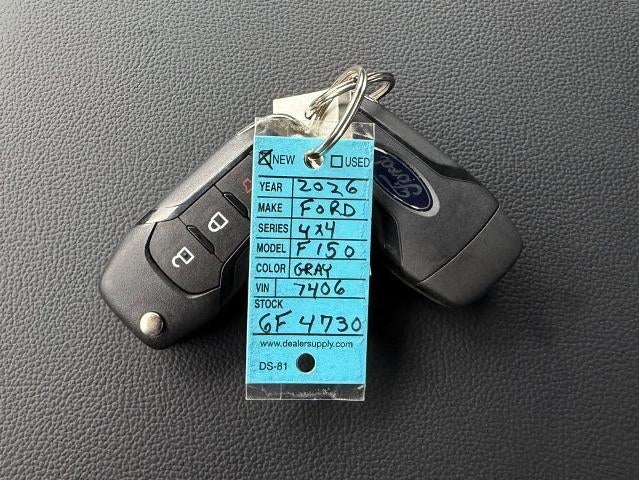 NEW USED
YEAR 2026
MAKE FORD
SERIES 4x4
MODEL F150
COLOR GRAY
VIN 7406
STOCK
6F 4730
www.dealersupply.com
DS-81
Ford